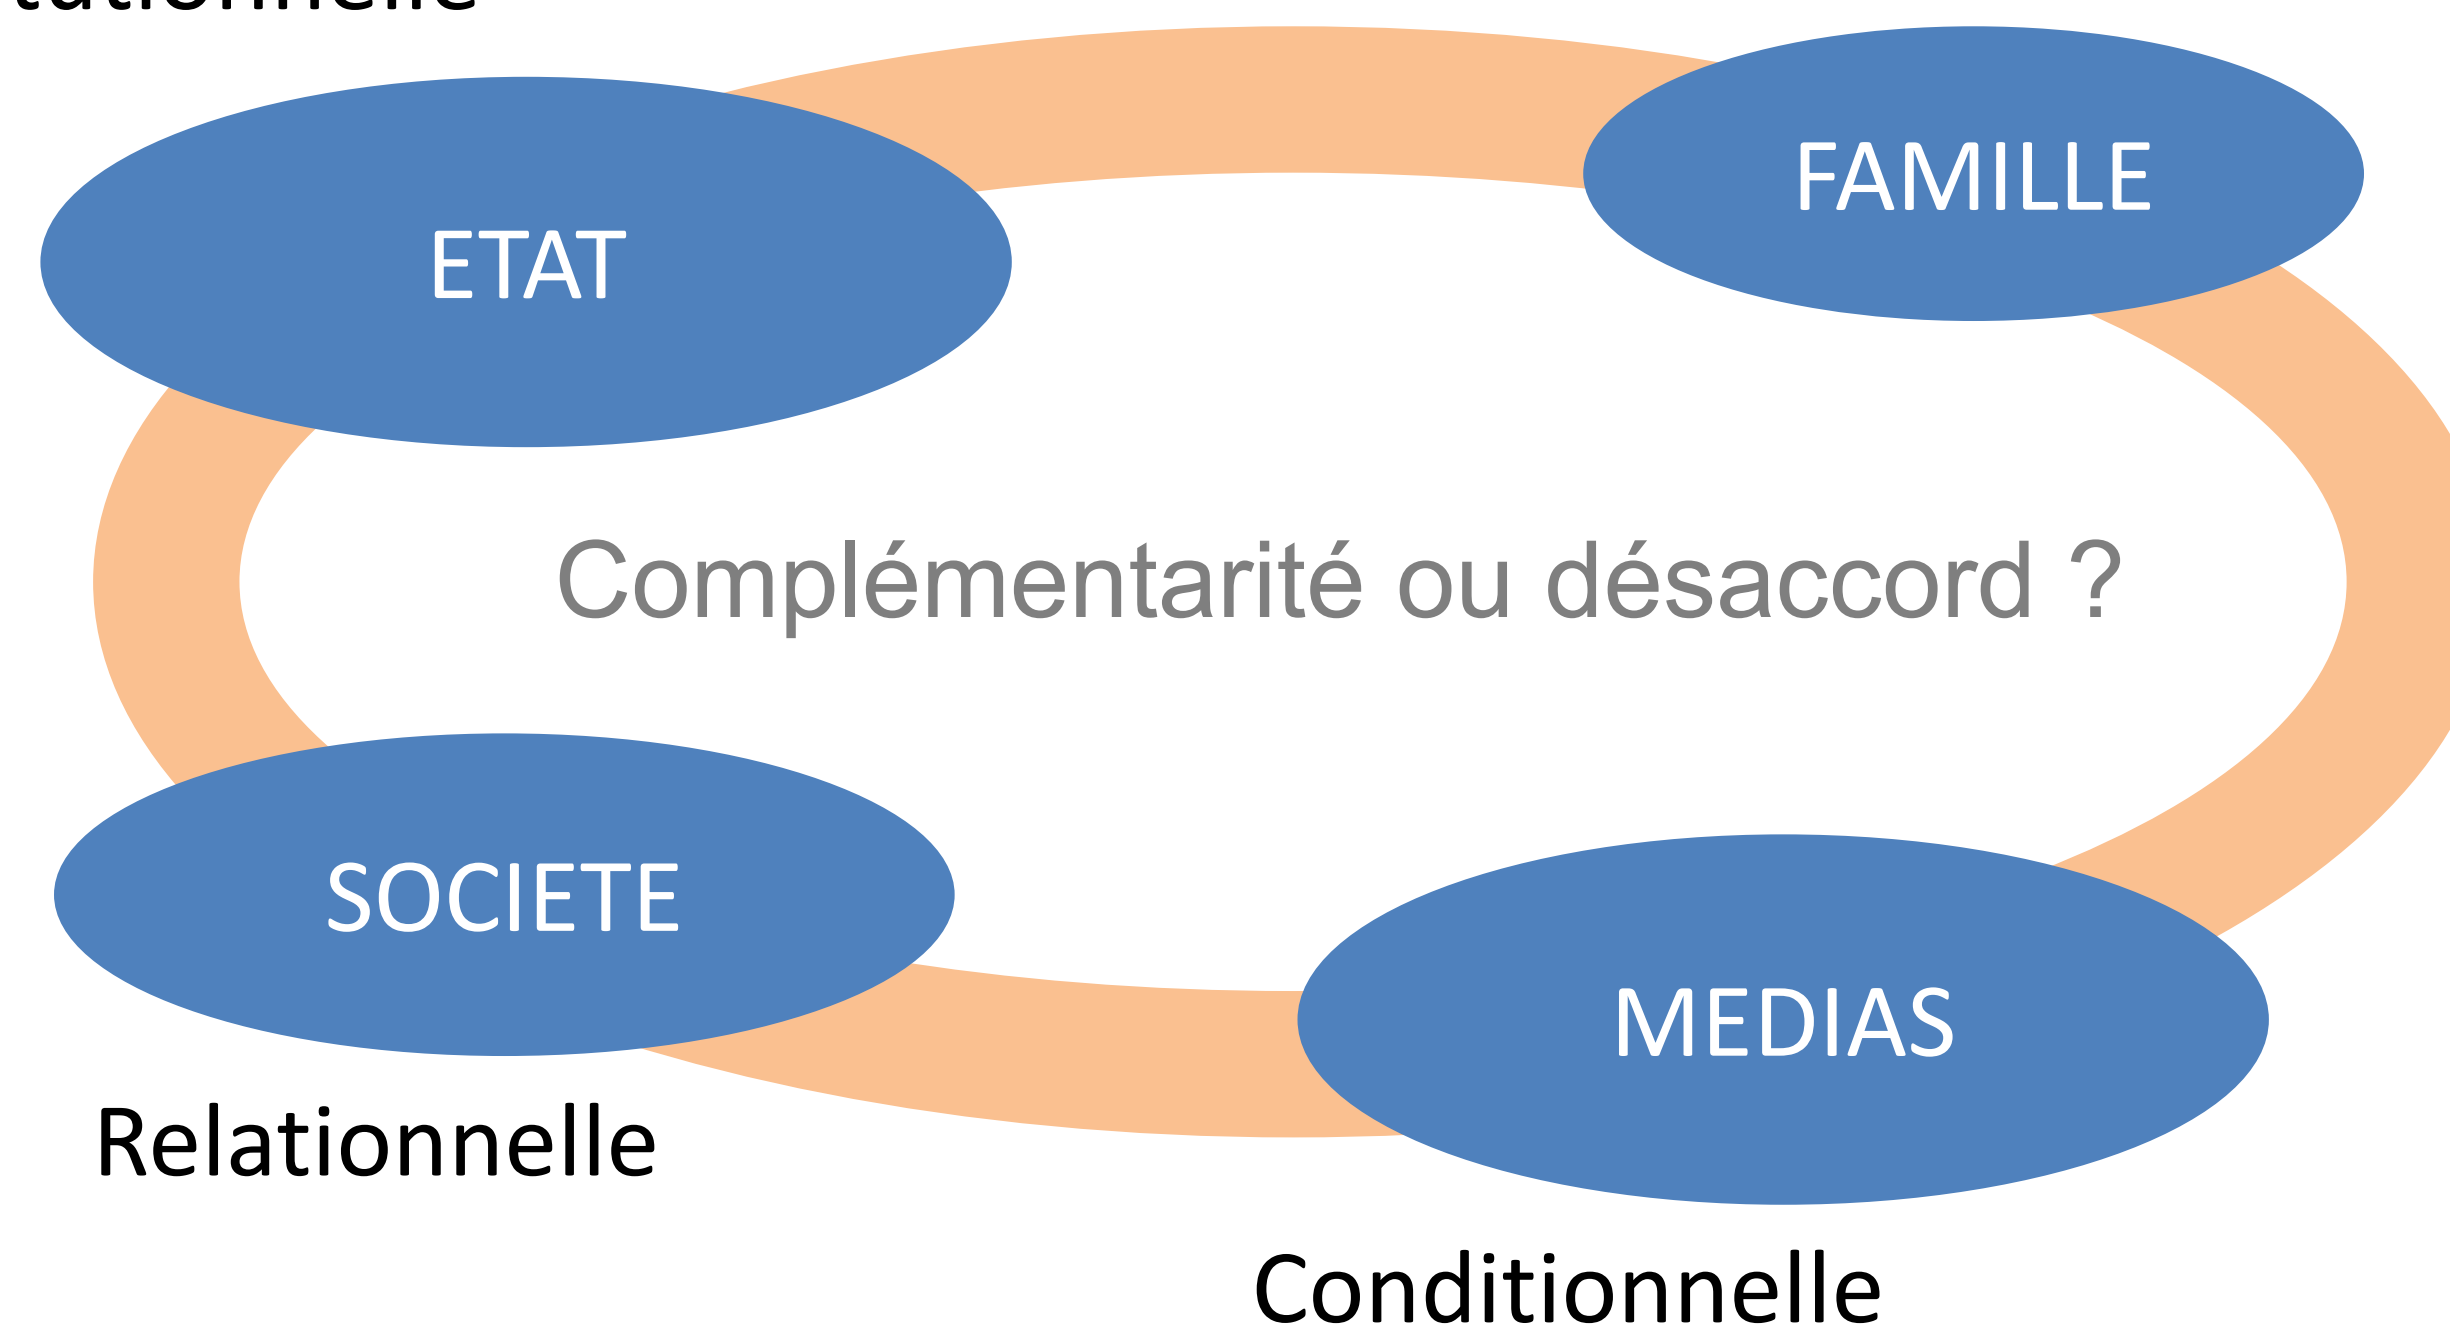 ETAT
FAMILLE
Complémentarité ou désaccord ?
SOCIETE
MEDIAS
Relationnelle
Conditionnelle